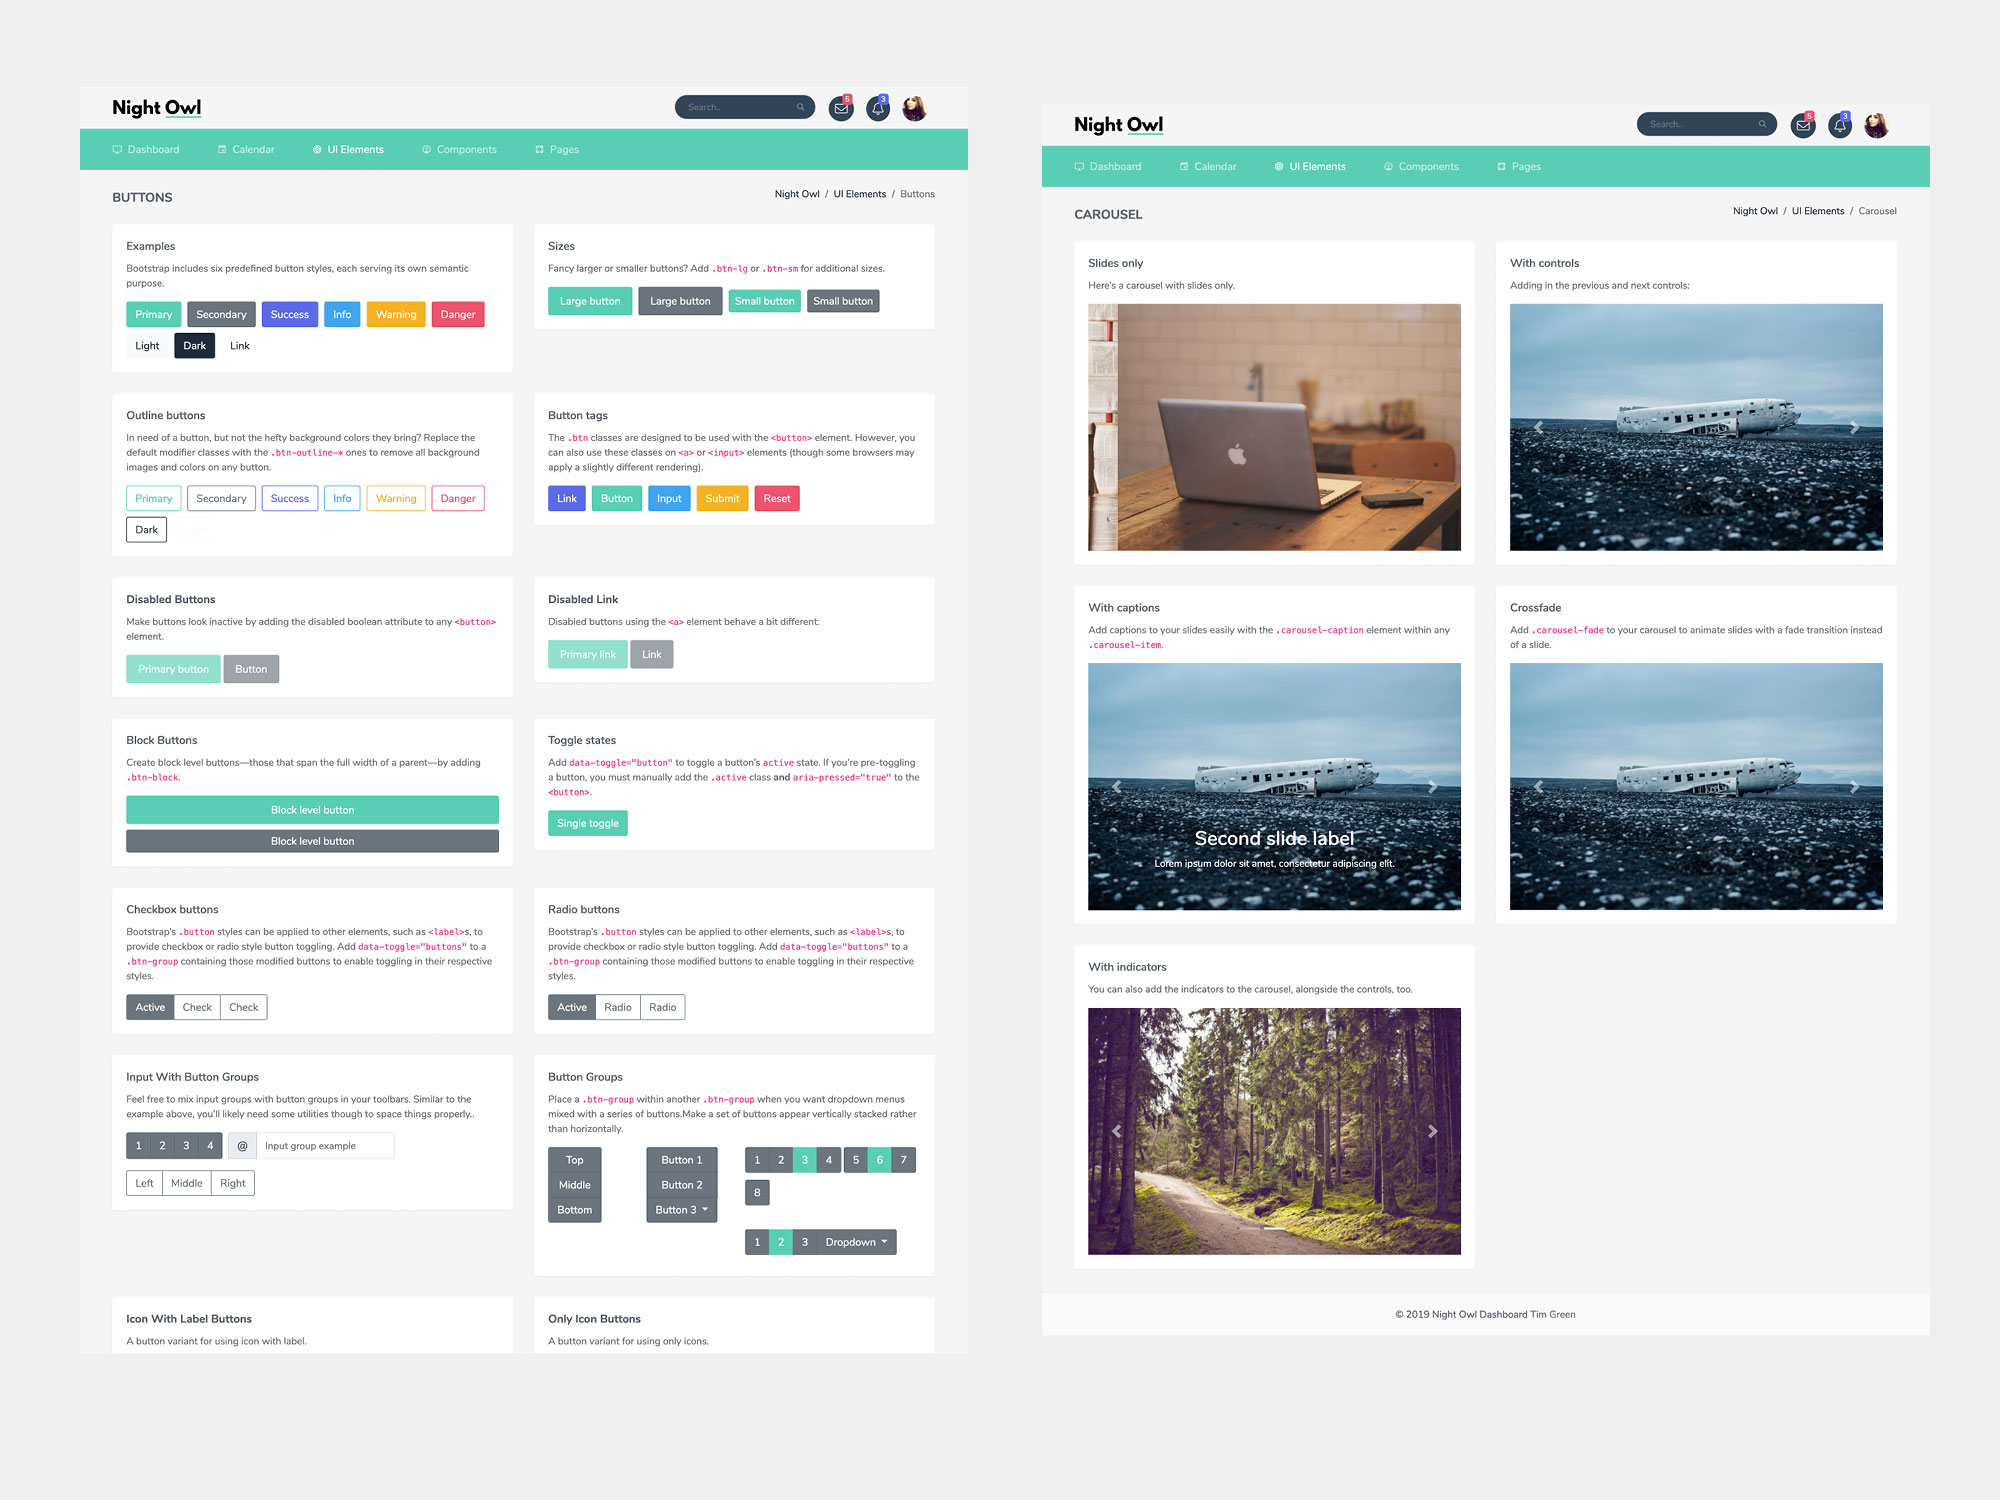 Night Owl
Search..
5
3
Dashboard
Calendar
UI Elements
Components
Pages
BUTTONS
Night Owl / UI Elements / Buttons
Examples
Bootstrap includes six predefined button styles, each serving its own semantic
purpose.
Primary
Secondary
Success
Info
Warning
Danger
Light
Dark
Link
Sizes
Fancy larger or smaller buttons? Add .btn-lg or .btn-sm for additional sizes.
Large button
Large button
Small button
Small button
Outline buttons
In need of a button, but not the hefty background colors they bring? Replace the
default modifier classes with the .btn-outline-* ones to remove all background
images and colors on any button.
Primary
Secondary
Success
Info
Warning
Danger
Dark
Button tags
The .btn classes are designed to be used with the <button> element. However, you
can also use these classes on <a> or <input> elements (though some browsers may
apply a slightly different rendering).
Link
Button
Input
Submit
Reset
Disabled Buttons
Make buttons look inactive by adding the disabled boolean attribute to any <button>
element.
Primary button
Button
Disabled Link
Disabled buttons using the <a> element behave a bit different:
Primary link
Link
Block Buttons
Create block level buttons—those that span the full width of a parent—by adding
.btn-block.
Block level button
Block level button
Toggle states
Add data-toggle="button" to toggle a button's active state. If you're pre-toggling
a button, you must manually add the .active class and aria-pressed="true" to the
<button>.
Single toggle
Checkbox buttons
Bootstrap's .button styles can be applied to other elements, such as <label>s, to
provide checkbox or radio style button toggling. Add data-toggle="buttons" to a
.btn-group containing those modified buttons to enable toggling in their respective
styles.
Active
Check
Check
Radio buttons
Bootstrap's .button styles can be applied to other elements, such as <label>s, to
provide checkbox or radio style button toggling. Add data-toggle="buttons" to a
.btn-group containing those modified buttons to enable toggling in their respective
styles.
Active
Radio
Radio
Input With Button Groups
Feel free to mix input groups with button groups in your toolbars. Similar to the
example above, you'll likely need some utilities though to space things properly..
1 2 3 4
@ Input group example
Left
Middle
Right
Button Groups
Place a .btn-group within another .btn-group when you want dropdown menus
mixed with a series of buttons.Make a set of buttons appear vertically stacked rather
than horizontally.
Top
Middle
Bottom
Button 1
Button 2
Button 3
1 2 3 4 5 6 7
8
1 2 3 Dropdown
Icon With Label Buttons
A button variant for using icon with label.
Only Icon Buttons
A button variant for using only icons.
Night Owl
Search..
5
3
Dashboard
Calendar
UI Elements
Components
Pages
CAROUSEL
Night Owl / UI Elements / Carousel
Slides only
Here's a carousel with slides only.
With controls
Adding in the previous and next controls:
With captions
Add captions to your slides easily with the .carousel-caption element within any
.carousel-item.
Second slide label
Lorem ipsum dolor sit amet, consectetur adipiscing elit.
Crossfade
Add .carousel-fade to your carousel to animate slides with a fade transition instead
of a slide.
With indicators
You can also add the indicators to the carousel, alongside the controls, too.
© 2019 Night Owl Dashboard Tim Green